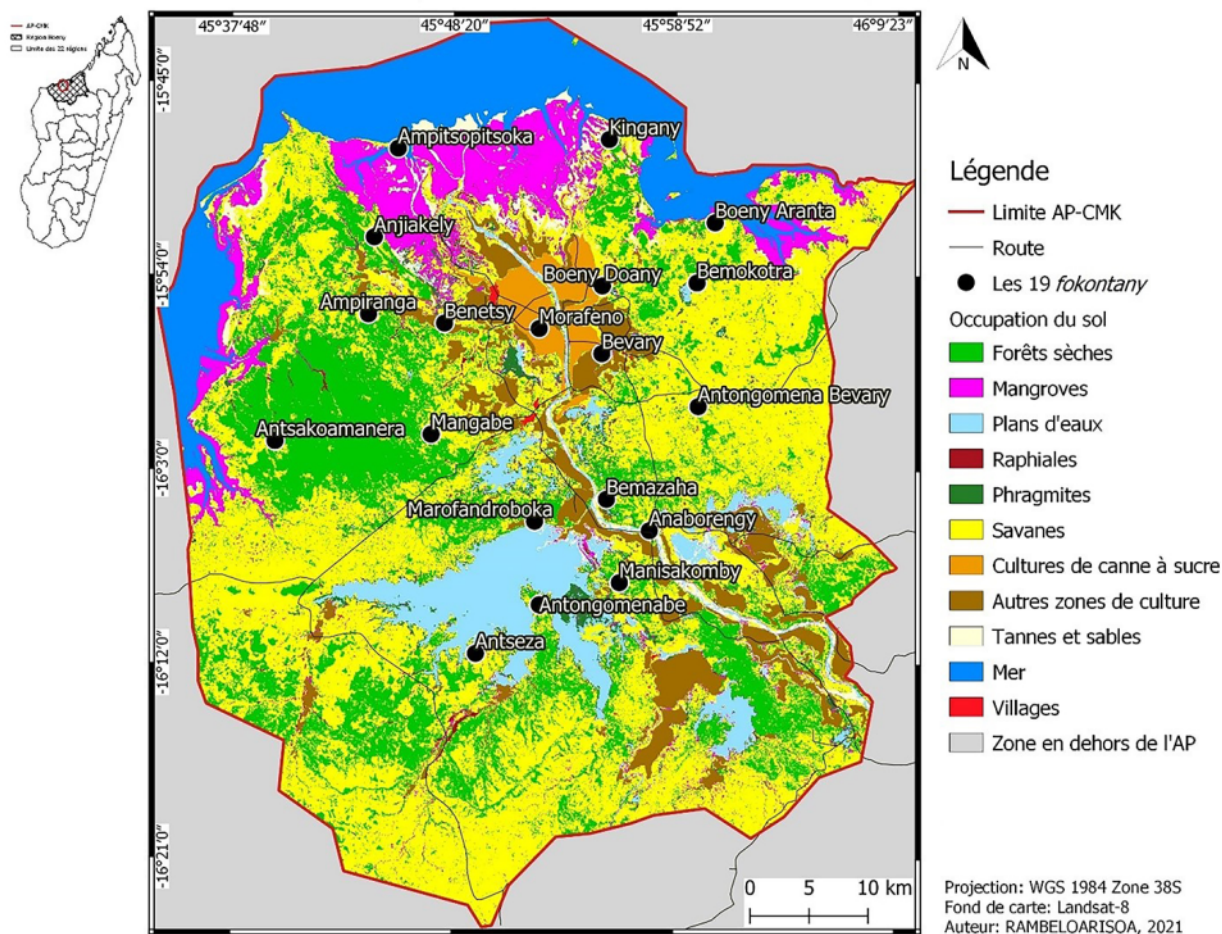 AP-CMK
Région Boeny
Limite des 22 régions
45°37′48″ 45°48′20″ 45°58′52″ 46°9′23″
-15°45′0″
-15°54′0″
-16°3′0″
-16°12′0″
-16°21′0″
N
Ampitsopitsoka
Kingany
Anjiakely
Boeny Aranta
Boeny Doany
Bemokotra
Ampiranga
Benetsy
Morafeno
Bevary
Antongomena Bevary
Antsakoamanera
Mangabe
Bemazaha
Marofandroboka
Anaborengy
Manisakomby
Antongomenabe
Antseza
0 5 10 km
Légende
Limite AP-CMK
Route
Les 19 fokontany
Occupation du sol
Forêts sèches
Mangroves
Plans d'eaux
Raphiales
Phragmites
Savanes
Cultures de canne à sucre
Autres zones de culture
Tannes et sables
Mer
Villages
Zone en dehors de l'AP
Projection: WGS 1984 Zone 38S
Fond de carte: Landsat-8
Auteur: RAMBELOARISOA, 2021